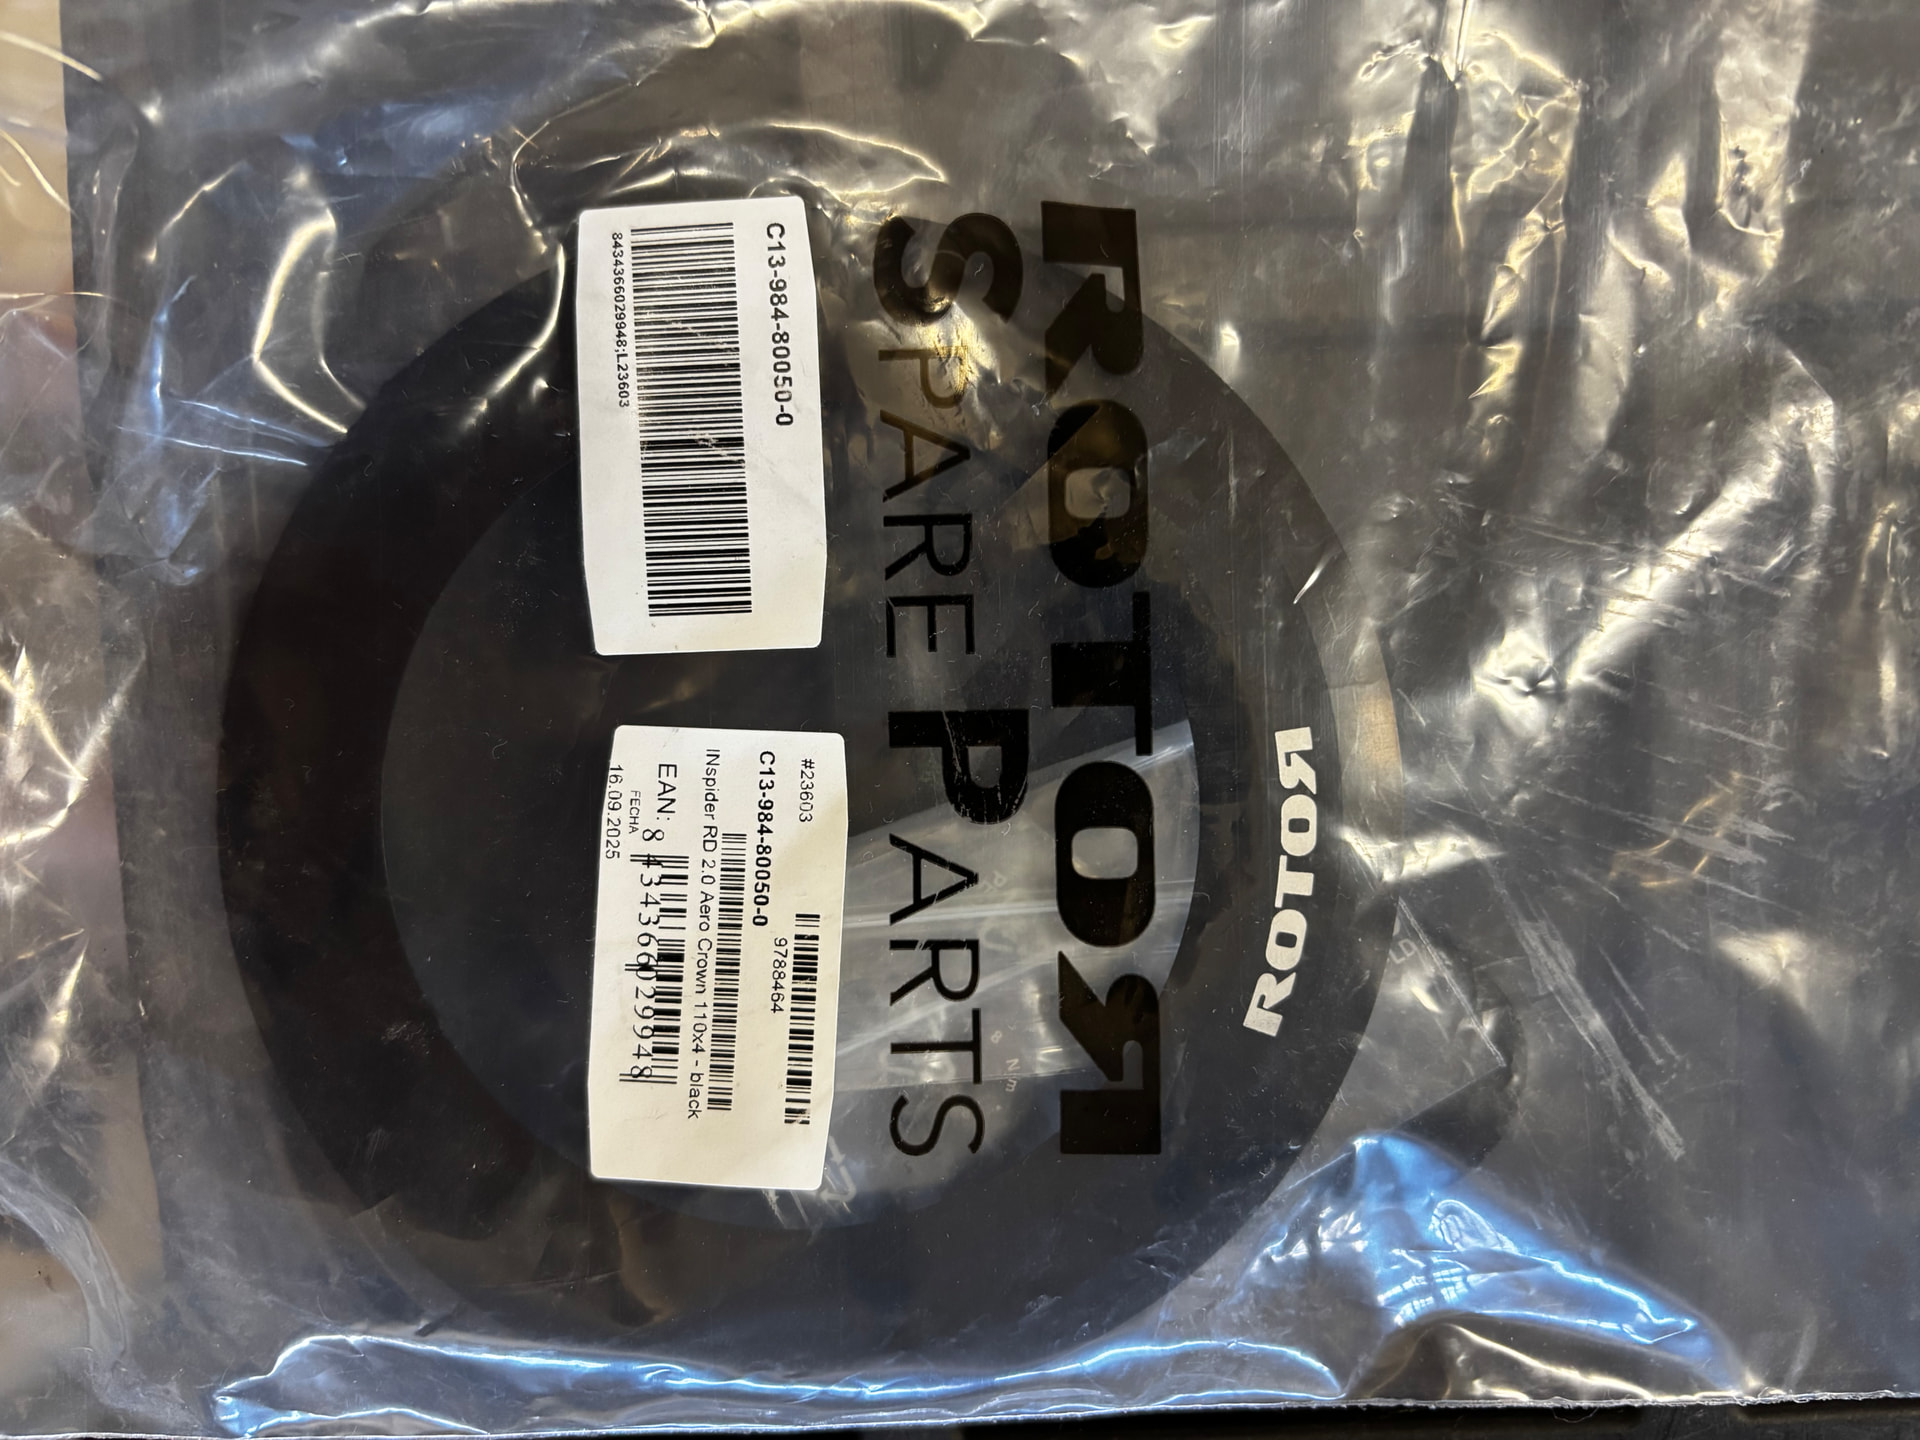 ROTOR
SPARE PARTS
C13-984-80050-0
8434366029948;L23603
#23603
9788464
C13-984-80050-0
INspider RD 2.0 Aero Crown 110x4 - black
EAN: 8 434366 029948
FECHA
16.09.2025
ROTOR